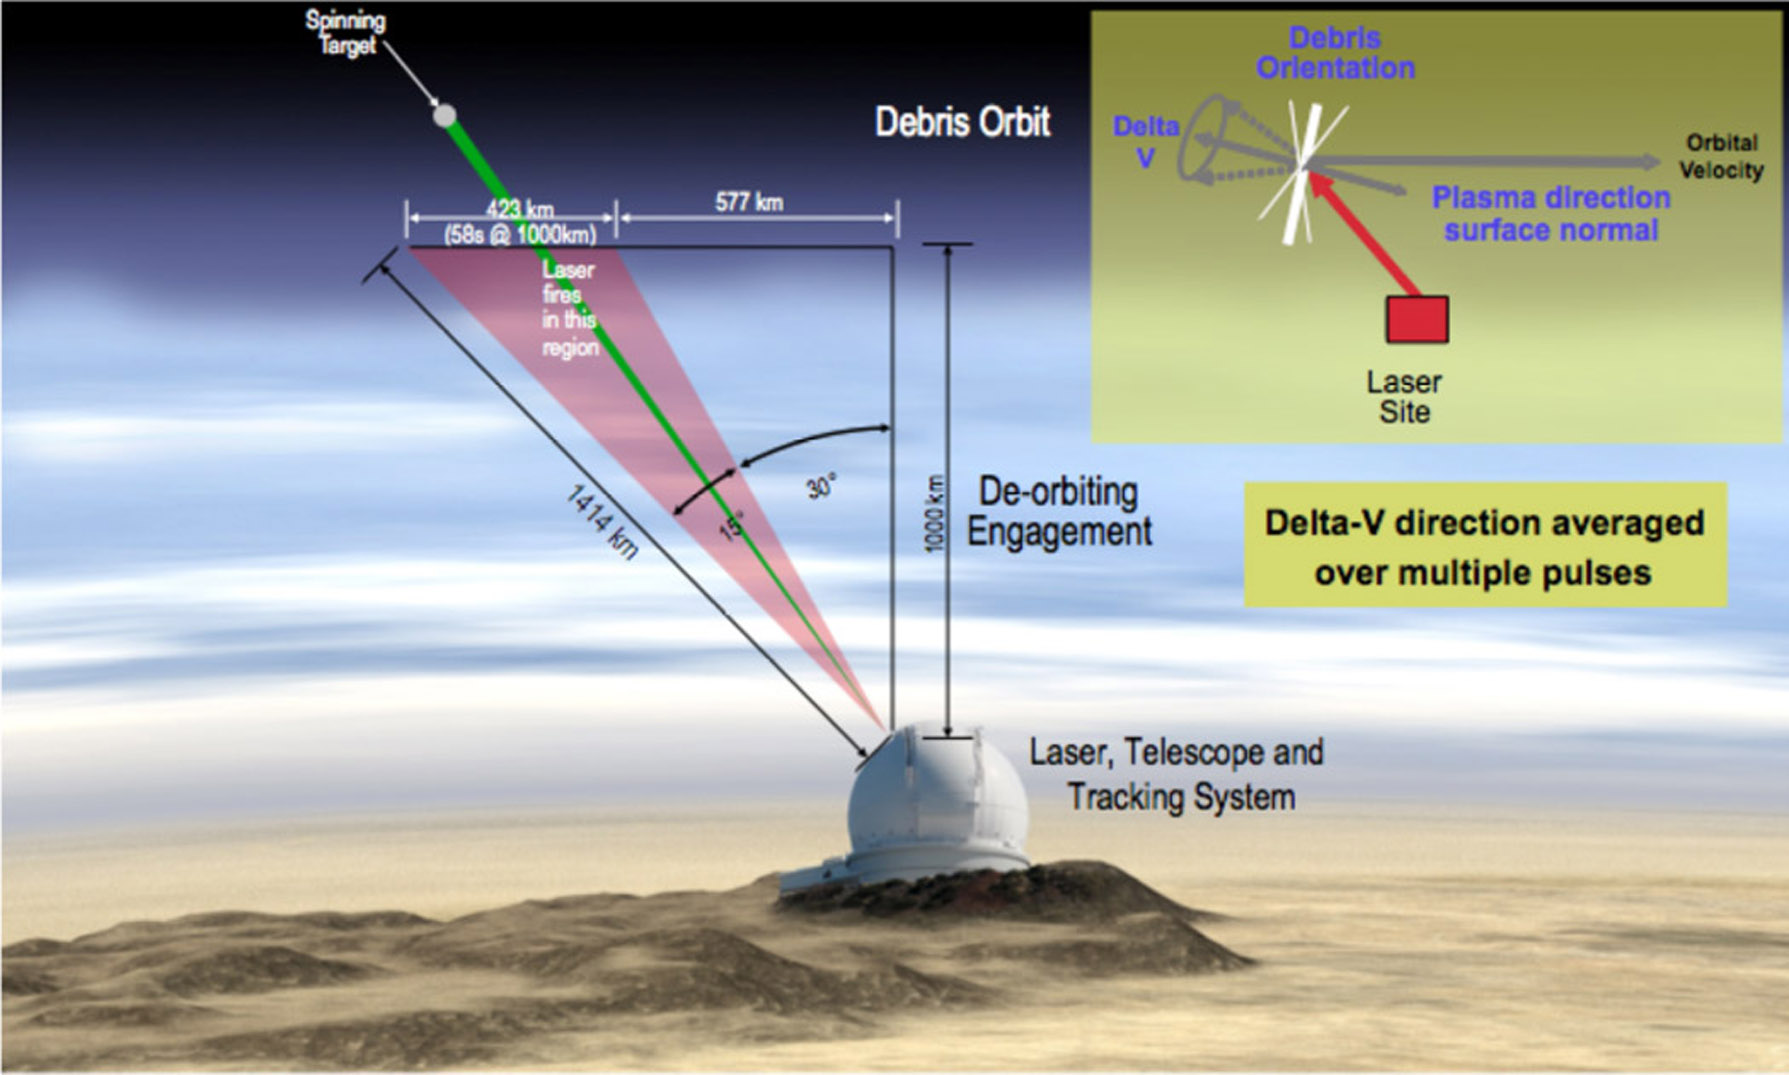 Spinning
Target
Debris Orbit
423 km
(58s @ 1000km)
577 km
Laser
fires
in this
region
1414 km
15°
30°
1000 km
De-orbiting
Engagement
Laser, Telescope and
Tracking System
Debris
Orientation
Delta
V
Orbital
Velocity
Plasma direction
surface normal
Laser
Site
Delta-V direction averaged
over multiple pulses